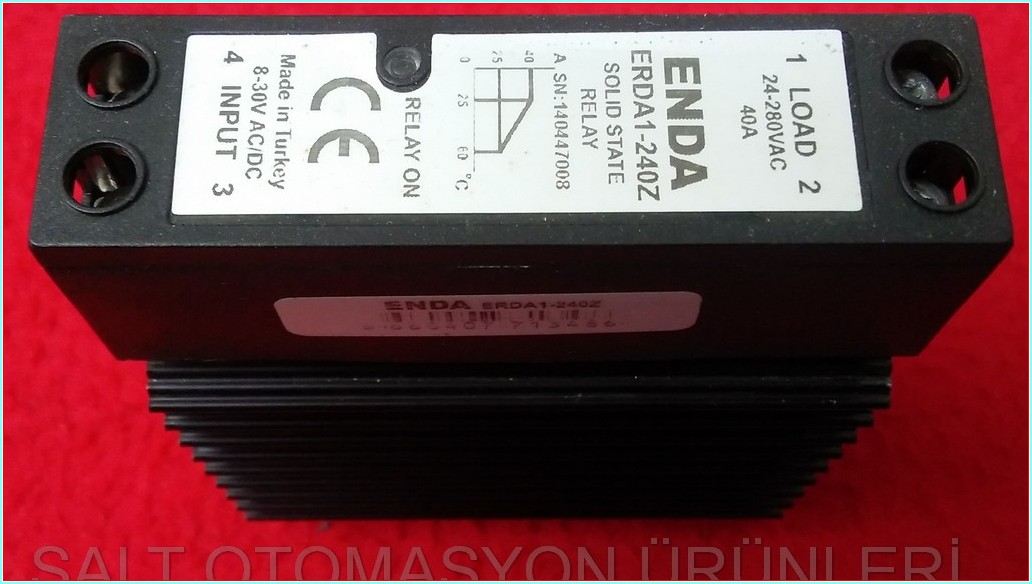 1 LOAD 2
24-280VAC
40A
ENDA
ERDA1-240Z
SOLID STATE
RELAY
A SN:140447008
40
25
0 25 60 °C
RELAY ON
CE
Made in Turkey
8-30V AC/DC
4 INPUT 3
ENDA ERDA1-240Z
SALT OTOMASYON ÜRÜNLERİ